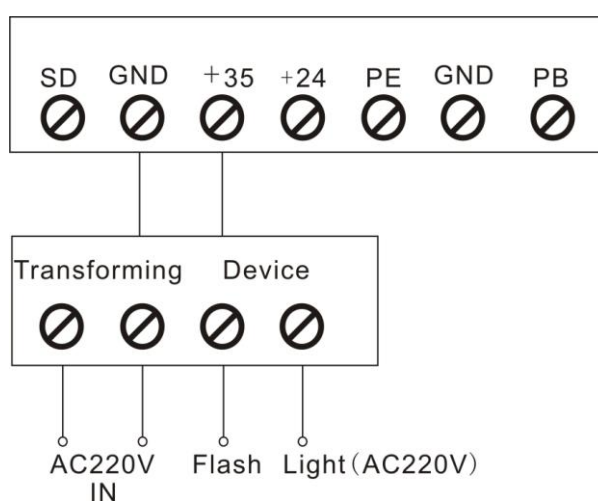 SD GND +35 +24 PE GND PB
Transforming Device
AC220V Flash Light(AC220V)
IN